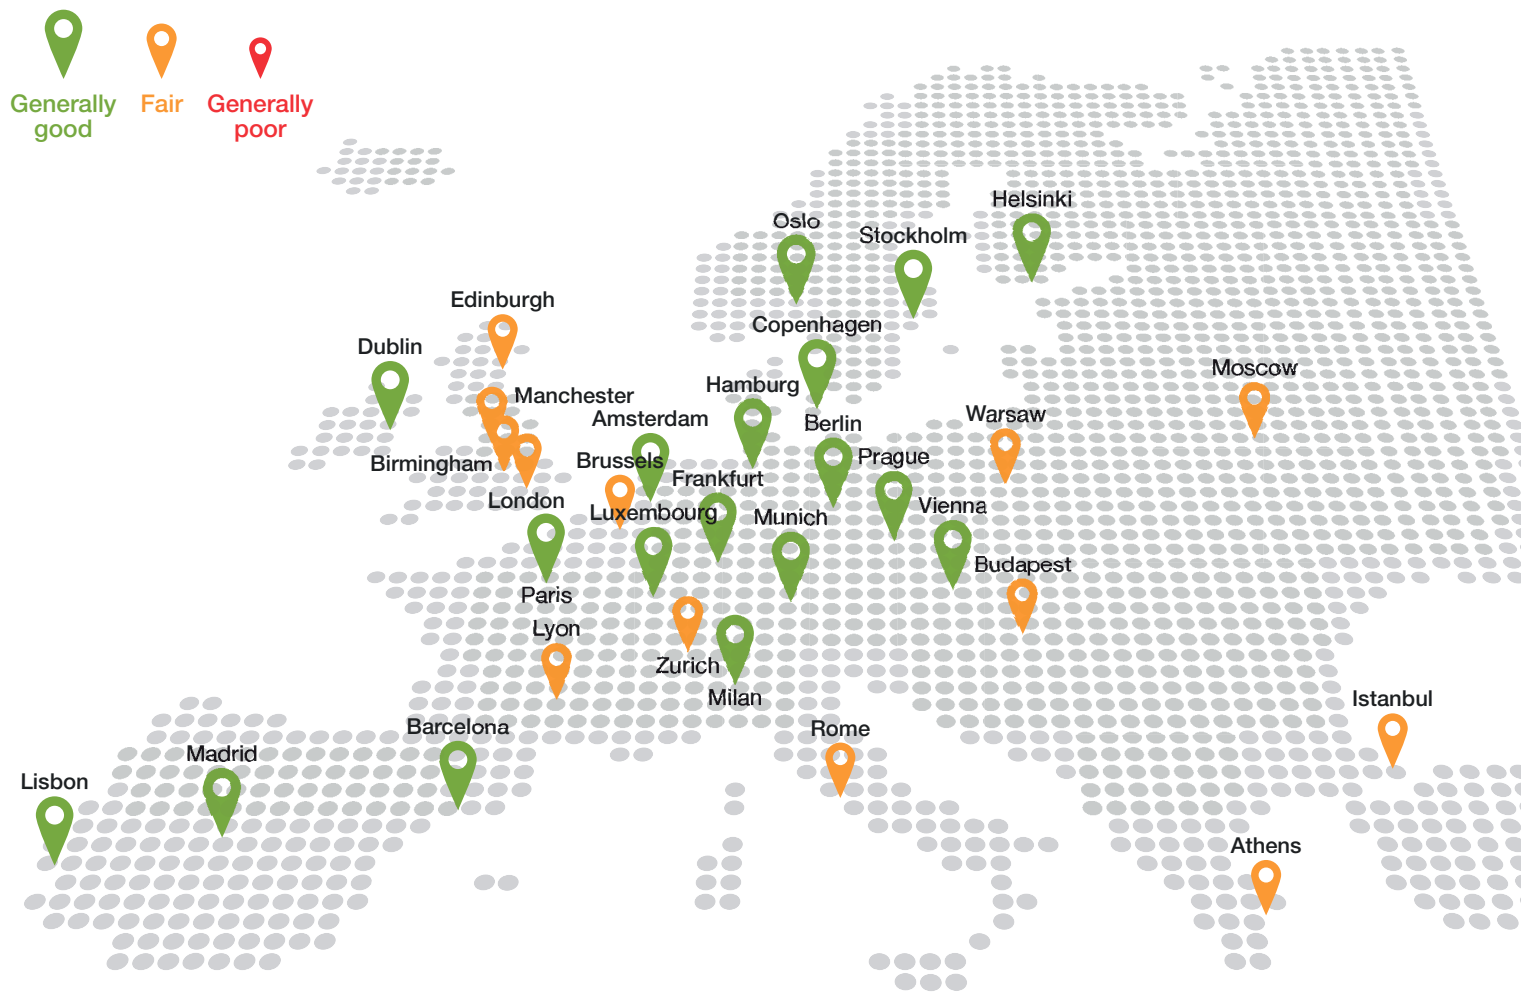 Generally
good
Fair
Generally
poor
Helsinki
Oslo
Stockholm
Edinburgh
Copenhagen
Dublin
Moscow
Hamburg
Manchester
Amsterdam
Warsaw
Berlin
Birmingham
Brussels
Prague
Frankfurt
London
Luxembourg
Munich
Vienna
Budapest
Paris
Lyon
Zurich
Milan
Istanbul
Barcelona
Rome
Madrid
Lisbon
Athens